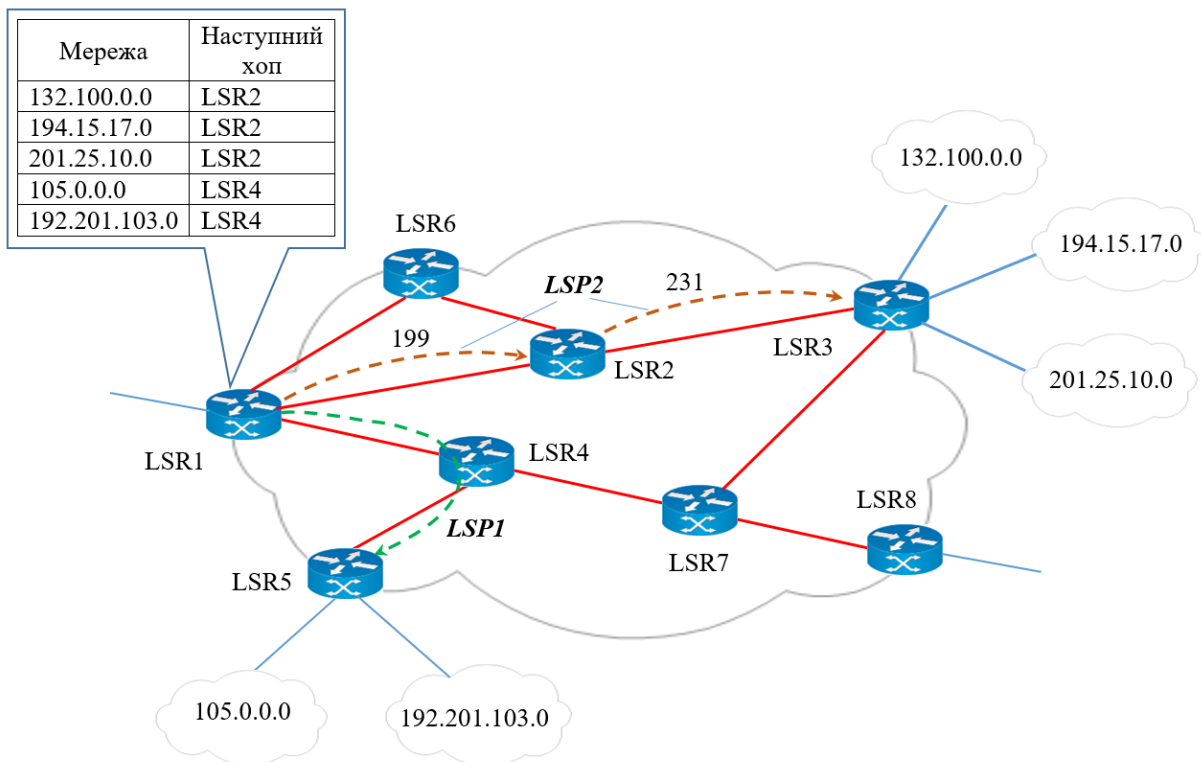 Мережа Наступний
хоп
132.100.0.0 LSR2
194.15.17.0 LSR2
201.25.10.0 LSR2
105.0.0.0 LSR4
192.201.103.0 LSR4
132.100.0.0
194.15.17.0
LSR6
LSP2
231
199
LSR3
LSR2
201.25.10.0
LSR1
LSR4
LSR8
LSP1
LSR7
LSR5
105.0.0.0
192.201.103.0